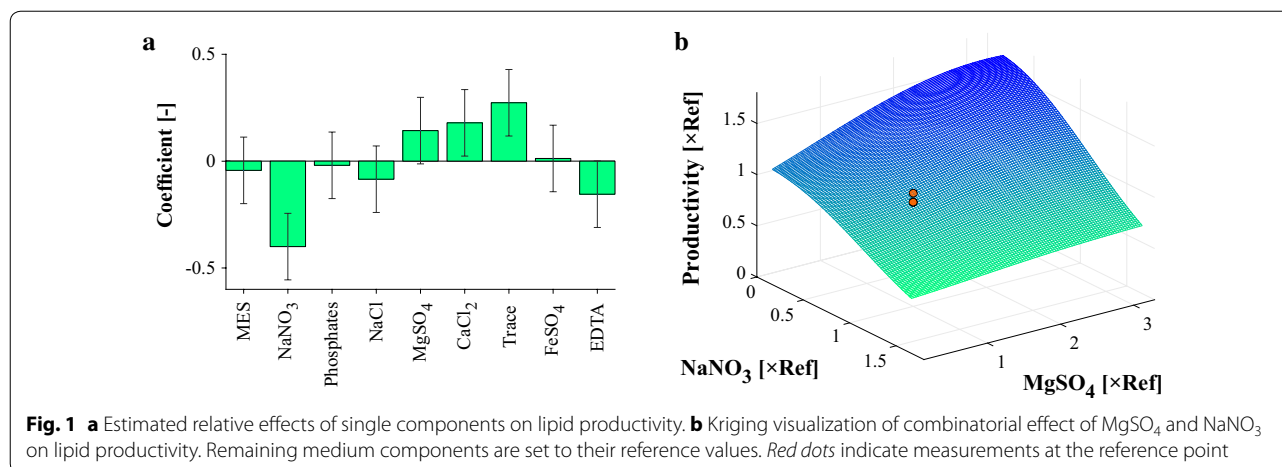 a
0.5
0
-0.5
Coefficient [-]
MES
NaNO3
Phosphates
NaCl
MgSO4
CaCl2
Trace
FeSO4
EDTA
b
Productivity [×Ref]
1.5
1
0.5
0
0
0.5
1
1.5
NaNO3 [×Ref]
1
2
3
MgSO4 [×Ref]
Fig. 1 a Estimated relative effects of single components on lipid productivity. b Kriging visualization of combinatorial effect of MgSO4 and NaNO3
on lipid productivity. Remaining medium components are set to their reference values. Red dots indicate measurements at the reference point